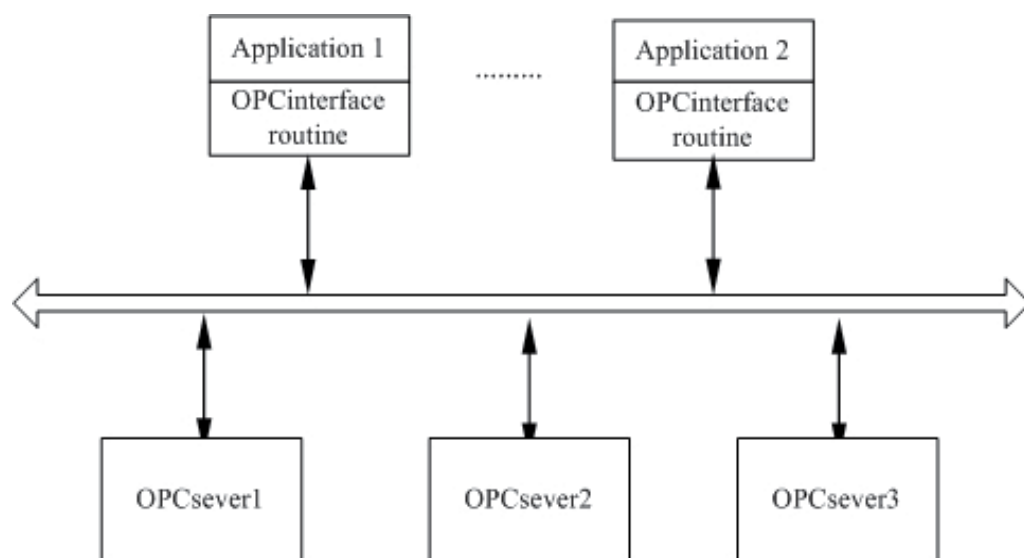 Application 1
OPCinterface
routine
.........
Application 2
OPCinterface
routine
OPCsever1
OPCsever2
OPCsever3